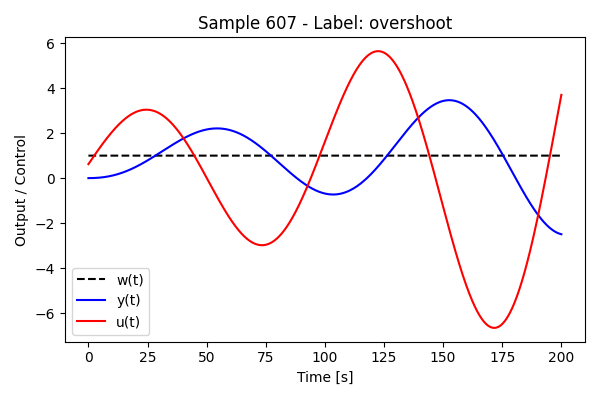 Sample 607 - Label: overshoot
Output / Control
6
4
2
0
−2
−4
−6
w(t)
y(t)
u(t)
0 25 50 75 100 125 150 175 200
Time [s]